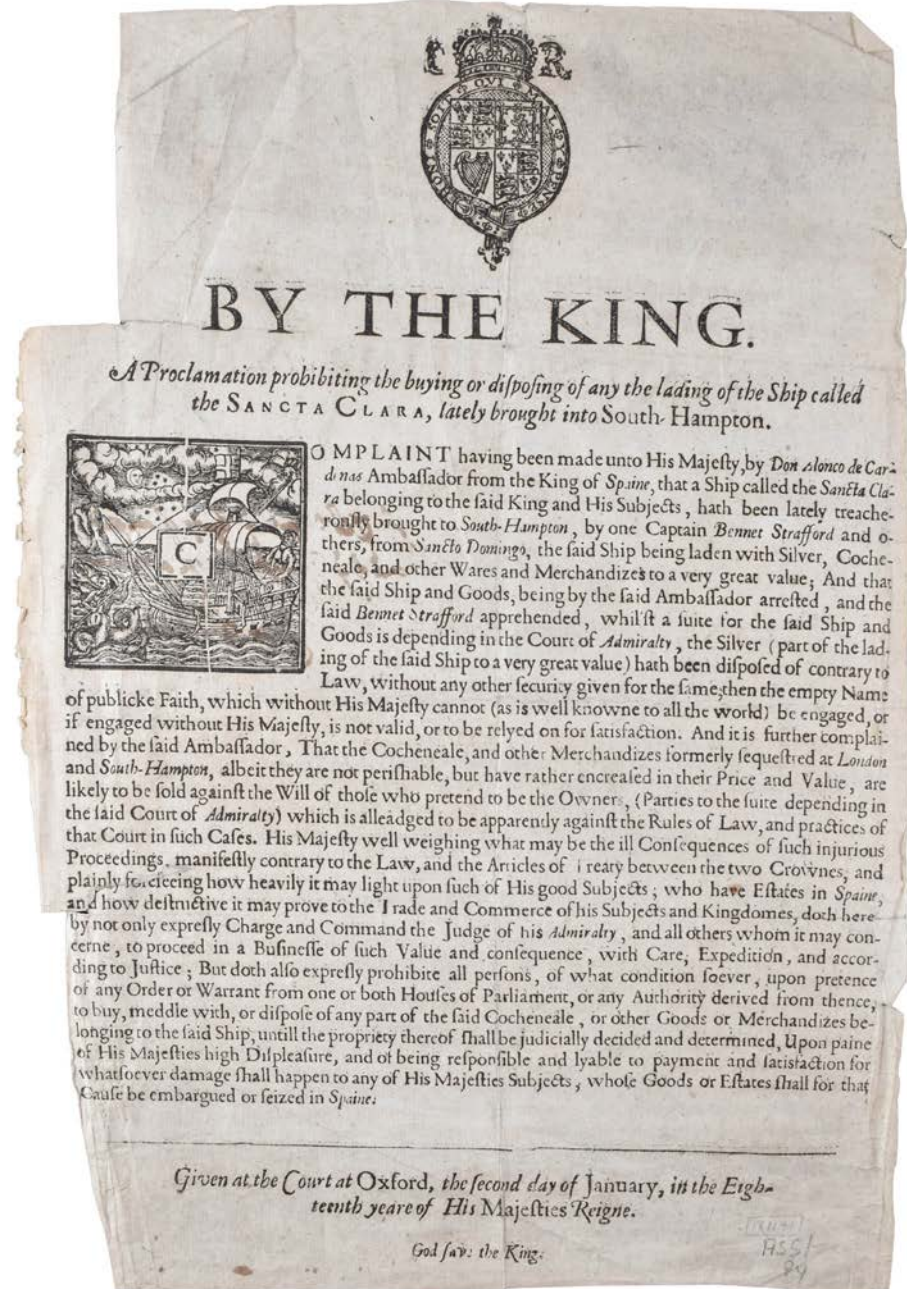 C R
HONI SOIT QVI MAL Y PENSE
BY THE KING.
A Proclamation prohibiting the buying or diſpoſing of any the lading of the Ship called
the SANCTA CLARA, lately brought into South-Hampton.
COMPLAINT having been made unto His Majeſty, by Don Alonco de Car-
dinas Ambaſſador from the King of Spaine, that a Ship called the Sancta Cla-
ra belonging to the ſaid King and His Subjects, hath been lately treache-
rouſly brought to South-Hampton, by one Captain Bennet Strafford and o-
thers, from Sancto Domingo, the ſaid Ship being laden with Silver, Coche-
neale, and other Wares and Merchandizes to a very great value; And that
the ſaid Ship and Goods, being by the ſaid Ambaſſador arreſted, and the
ſaid Bennet Strafford apprehended, whil'ſt a ſuite for the ſaid Ship and
Goods is depending in the Court of Admiralty, the Silver (part of the lad-
ing of the ſaid Ship to a very great value) hath been diſpoſed of contrary to
Law, without any other ſecurity given for the ſame, then the empty Name
of publicke Faith, which without His Majeſty cannot (as is well knowne to all the world) be engaged, or
if engaged without His Majeſty, is not valid, or to be relyed on for ſatisfaction. And it is further complai-
ned by the ſaid Ambaſſador, That the Cocheneale, and other Merchandizes formerly ſequeſtred at London
and South-Hampton, albeit they are not periſhable, but have rather encreaſed in their Price and Value, are
likely to be ſold againſt the Will of thoſe who pretend to be the Owners, (Parties to the ſuite depending in
the ſaid Court of Admiralty) which is alleadged to be apparently againſt the Rules of Law, and practices of
that Court in ſuch Caſes. His Majeſty well weighing what may be the ill Conſequences of ſuch injurious
Proceedings, manifeſtly contrary to the Law, and the Articles of Treaty between the two Crownes, and
plainly foreſeeing how heavily it may light upon ſuch of His good Subjects; who have Eſtates in Spaine,
and how deſtructive it may prove to the Trade and Commerce of his Subjects and Kingdomes, doth here-
by not only expreſly Charge and Command the Judge of his Admiralty, and all others whom it may con-
cerne, to proceed in a Buſineſſe of ſuch Value and conſequence, with Care, Expedition, and accor-
ding to Juſtice; But doth alſo expreſly prohibite all perſons, of what condition ſoever, upon pretence
of any Order or Warrant from one or both Houſes of Parliament, or any Authority derived from thence,
to buy, meddle with, or diſpoſe of any part of the ſaid Cocheneale, or other Goods or Merchandizes be-
longing to the ſaid Ship, untill the propriety thereof ſhall be judicially decided and determined, Upon paine
of His Majeſties high Diſpleaſure, and of being reſponſible and lyable to payment and ſatisfaction for
whatſoever damage ſhall happen to any of His Majeſties Subjects, whoſe Goods or Eſtates ſhall for that
Cauſe be embargued or ſeized in Spaine.
Given at the Court at Oxford, the ſecond day of January, in the Eigh-
teenth yeare of His Majeſties Reigne.
God ſave the King.